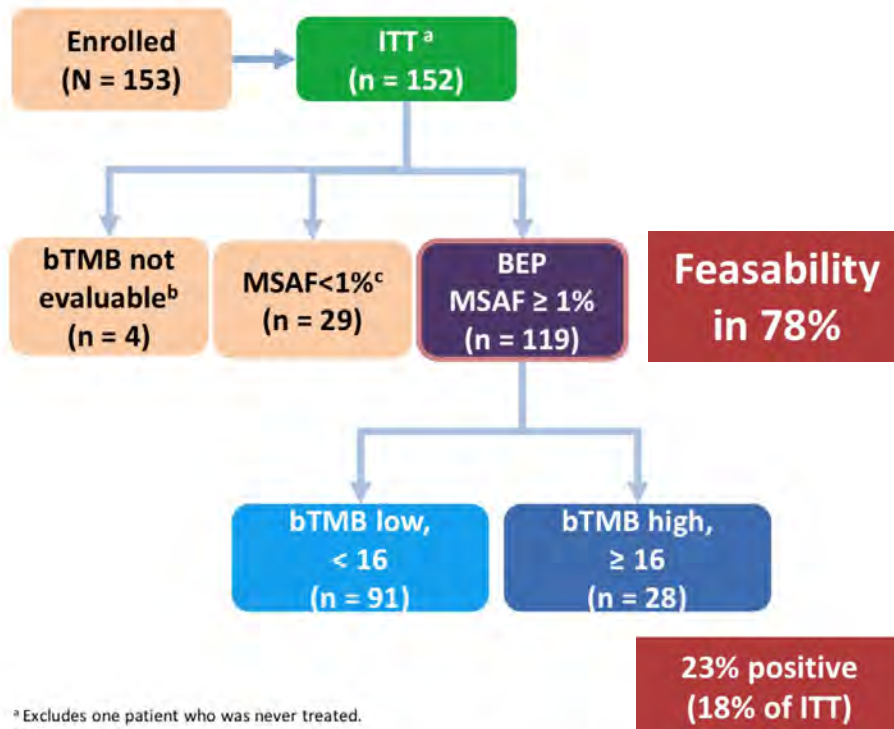 Enrolled
(N = 153)
ITT ᵃ
(n = 152)
bTMB not
evaluableᵇ
(n = 4)
MSAF<1%ᶜ
(n = 29)
BEP
MSAF ≥ 1%
(n = 119)
Feasability
in 78%
bTMB low,
< 16
(n = 91)
bTMB high,
≥ 16
(n = 28)
23% positive
(18% of ITT)
ᵃ Excludes one patient who was never treated.